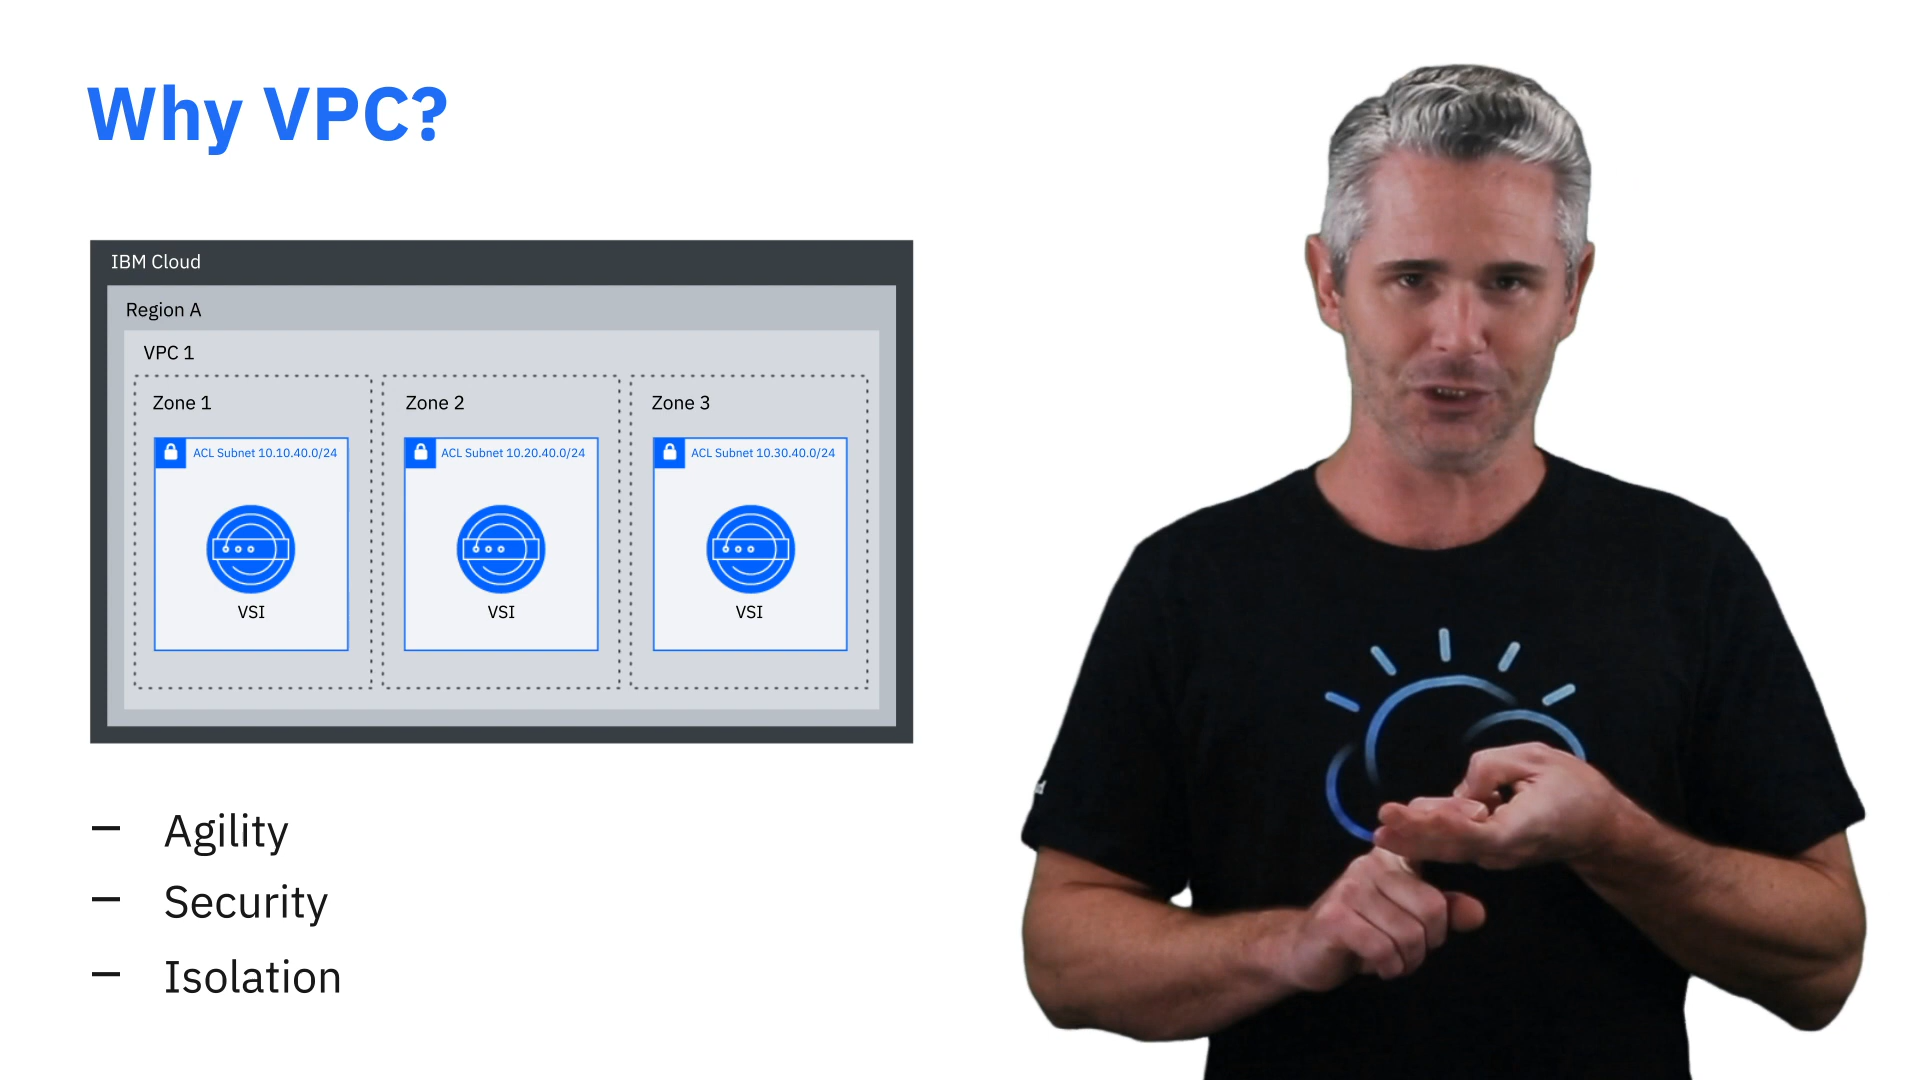 Why VPC?
IBM Cloud
Region A
VPC 1
Zone 1
Zone 2
Zone 3
ACL Subnet 10.10.40.0/24
ACL Subnet 10.20.40.0/24
ACL Subnet 10.30.40.0/24
VSI
VSI
VSI
– Agility
– Security
– Isolation